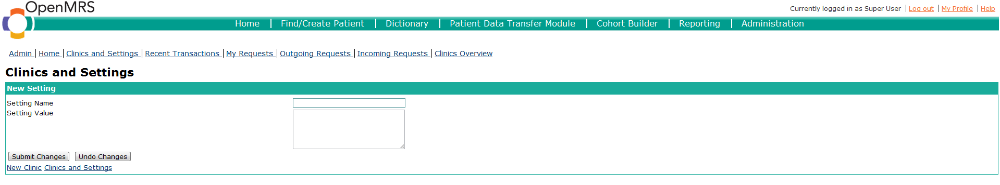 OpenMRS
Currently logged in as Super User | Log out | My Profile | Help
Home | Find/Create Patient | Dictionary | Patient Data Transfer Module | Cohort Builder | Reporting | Administration
Admin | Home | Clinics and Settings | Recent Transactions | My Requests | Outgoing Requests | Incoming Requests | Clinics Overview
Clinics and Settings
New Setting
Setting Name
Setting Value
Submit Changes Undo Changes
New Clinic Clinics and Settings